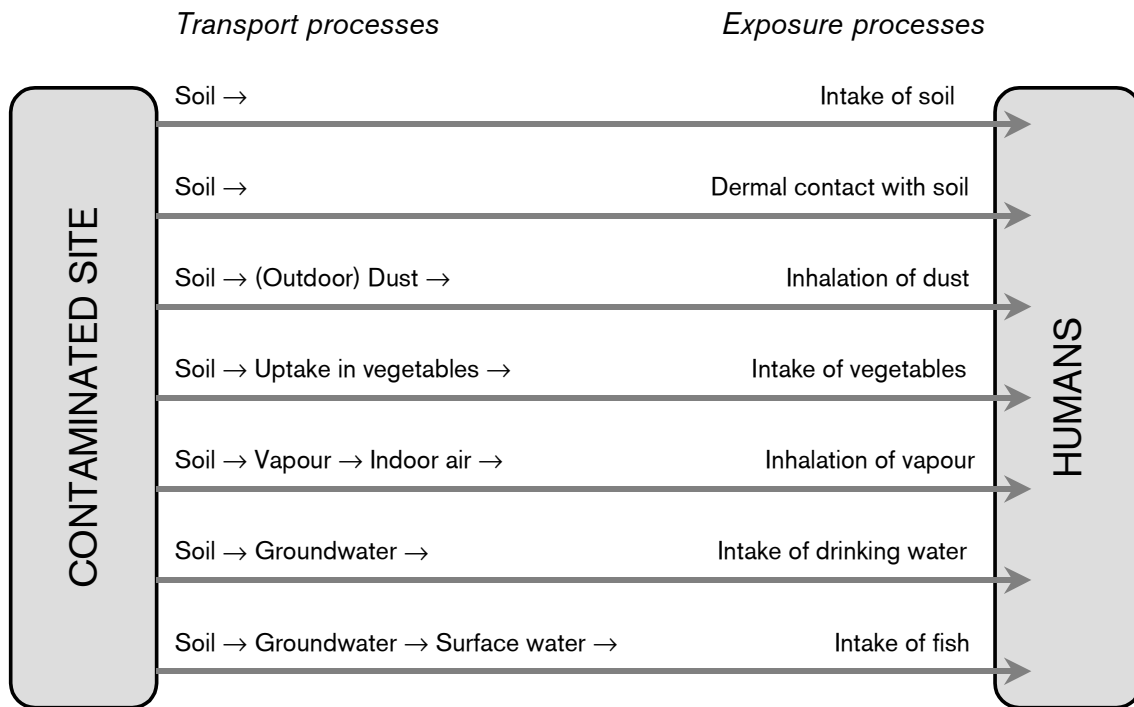 Transport processes
Exposure processes
CONTAMINATED SITE
Soil →
Intake of soil
Soil →
Dermal contact with soil
Soil → (Outdoor) Dust →
Inhalation of dust
Soil → Uptake in vegetables →
Intake of vegetables
Soil → Vapour → Indoor air →
Inhalation of vapour
Soil → Groundwater →
Intake of drinking water
Soil → Groundwater → Surface water →
Intake of fish
HUMANS